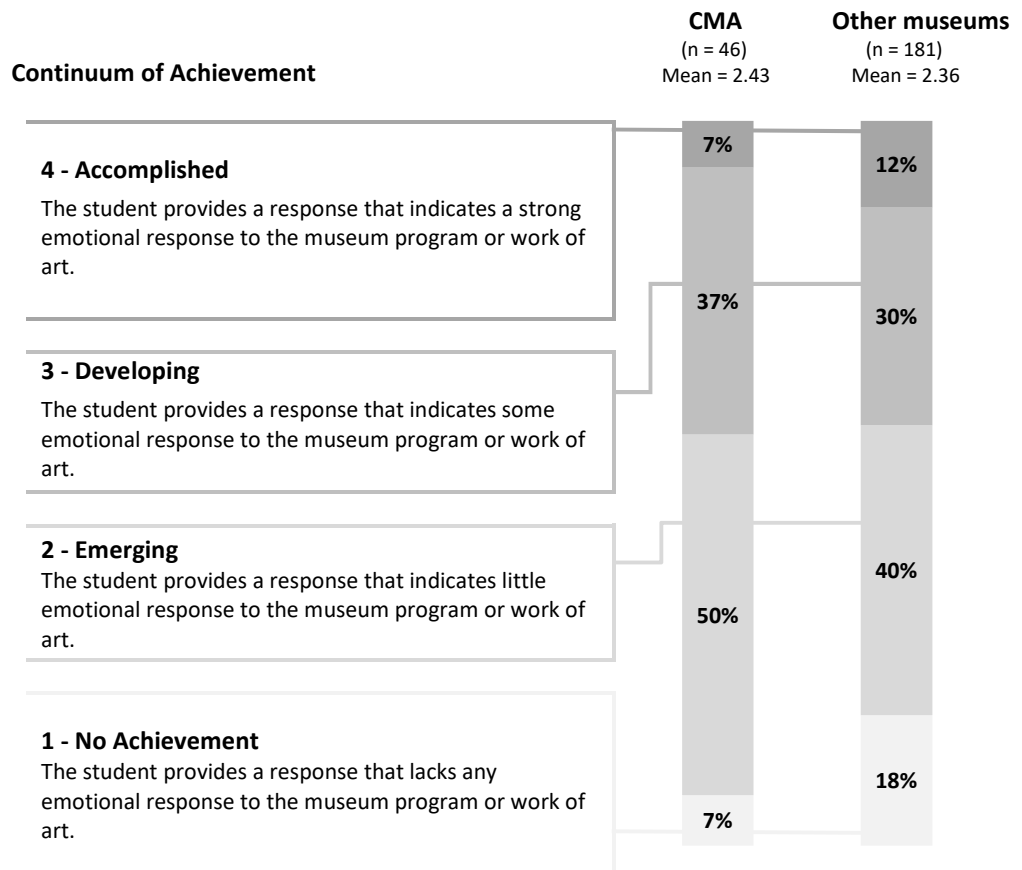 CMA
(n = 46)
Mean = 2.43
Other museums
(n = 181)
Mean = 2.36
Continuum of Achievement
4 - Accomplished
The student provides a response that indicates a strong
emotional response to the museum program or work of
art.
3 - Developing
The student provides a response that indicates some
emotional response to the museum program or work of
art.
2 - Emerging
The student provides a response that indicates little
emotional response to the museum program or work of
art.
1 - No Achievement
The student provides a response that lacks any
emotional response to the museum program or work of
art.
7%
37%
50%
7%
12%
30%
40%
18%